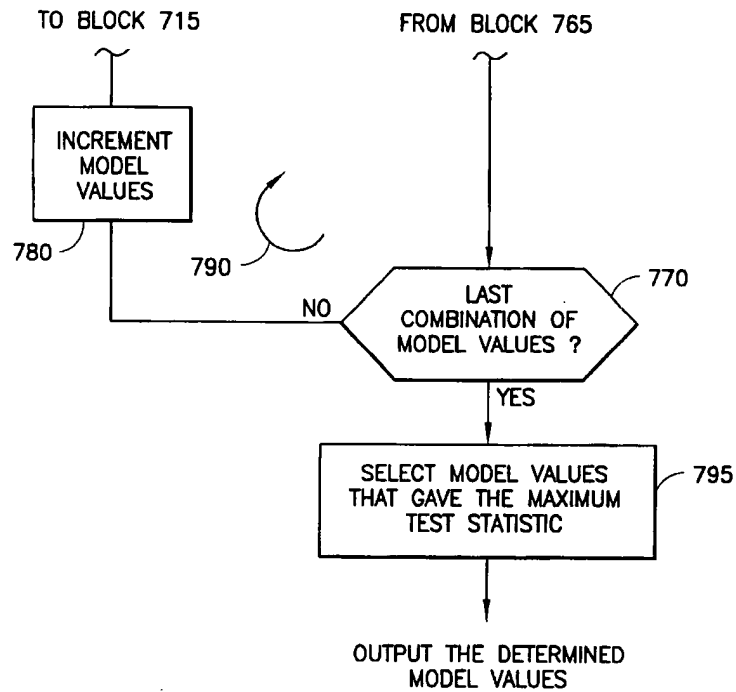 TO BLOCK 715
FROM BLOCK 765
INCREMENT
MODEL
VALUES
780
790
770
NO
LAST
COMBINATION OF
MODEL VALUES ?
YES
SELECT MODEL VALUES
THAT GAVE THE MAXIMUM
TEST STATISTIC
795
OUTPUT THE DETERMINED
MODEL VALUES